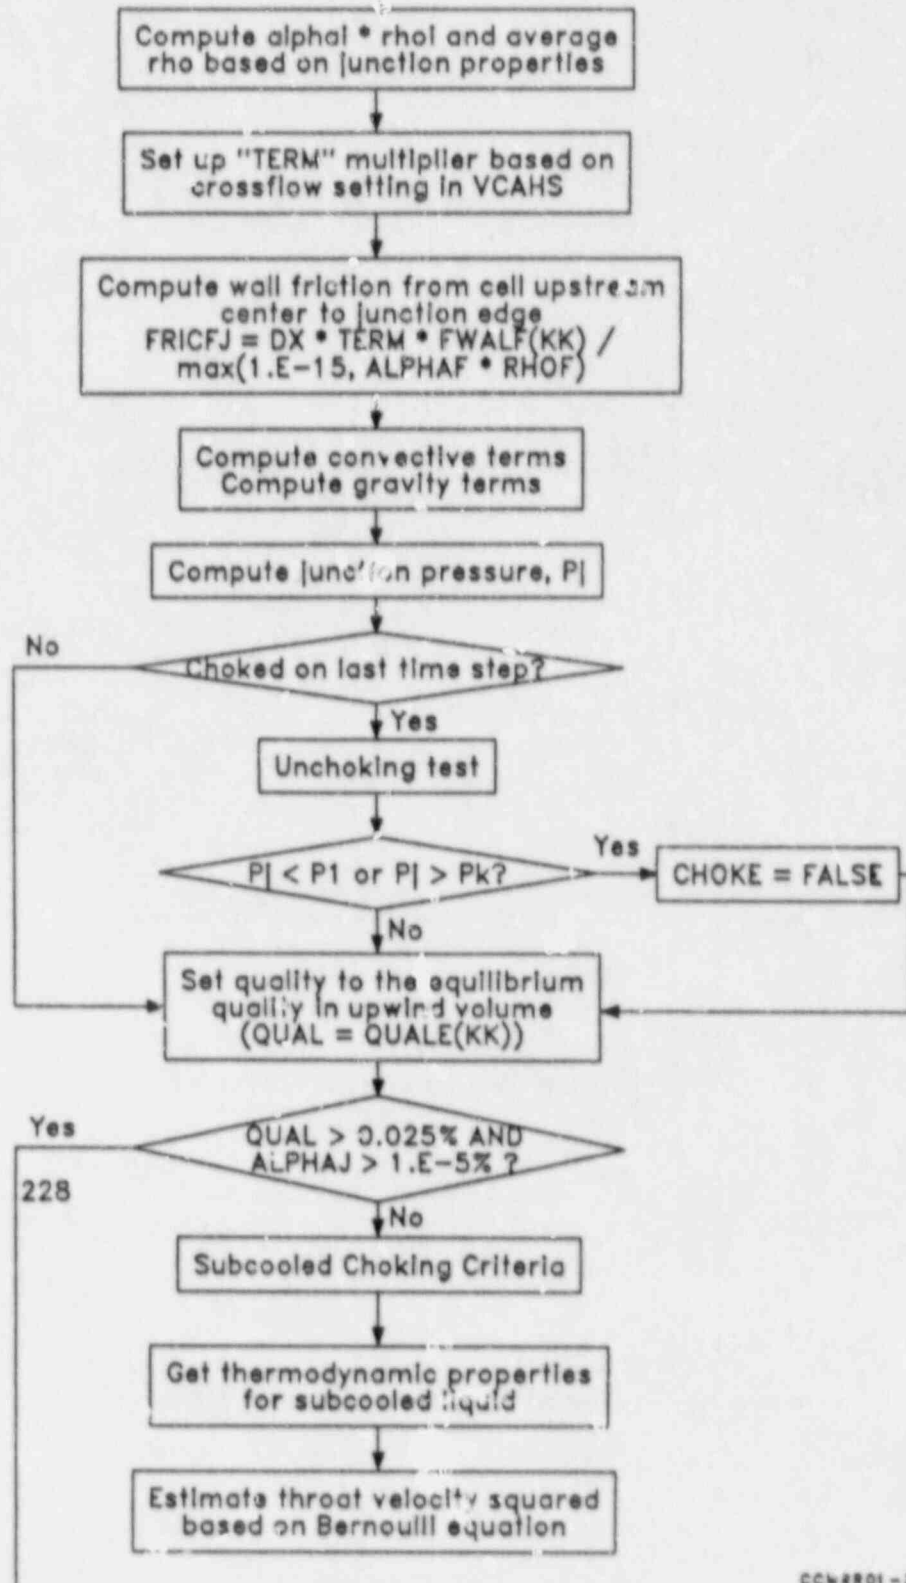 Compute alphal * rhol and average
rho based on junction properties
Set up "TERM" multiplier based on
crossflow setting in VCAHS
Compute wall friction from cell upstream
center to junction edge
FRICFJ = DX * TERM * FWALF(KK) /
max(1.E-15, ALPHAF * RHOF)
Compute convective terms
Compute gravity terms
Compute junction pressure, Pj
No
Choked on last time step?
Yes
Unchoking test
Pj < P1 or Pj > Pk?
Yes
CHOKE = FALSE
No
Set quality to the equilibrium
quality in upwind volume
(QUAL = QUALE(KK))
Yes
QUAL > 0.025% AND
ALPHAJ > 1.E-5% ?
228
No
Subcooled Choking Criteria
Get thermodynamic properties
for subcooled liquid
Estimate throat velocity squared
based on Bernoulli equation